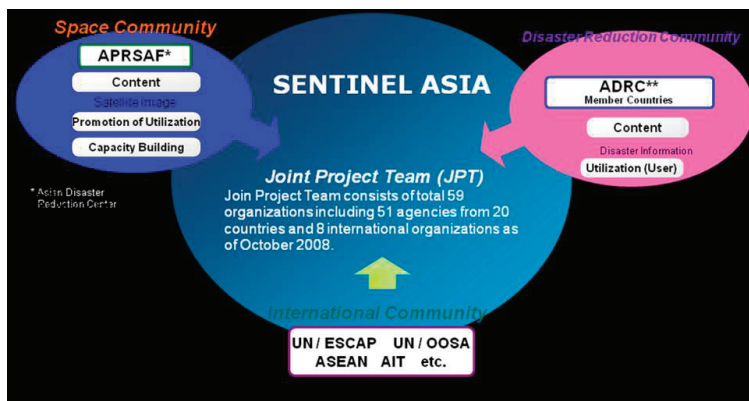 Space Community
APRSAF*
Content
Satellite Image
Promotion of Utilization
Capacity Building
* Asian Disaster
Reduction Center
SENTINEL ASIA
Joint Project Team (JPT)
Join Project Team consists of total 59
organizations including 51 agencies from 20
countries and 8 international organizations as
of October 2008.
Disaster Reduction Community
ADRC**
Member Countries
Content
Disaster Information
Utilization (User)
International Community
UN / ESCAP UN / OOSA
ASEAN AIT etc.